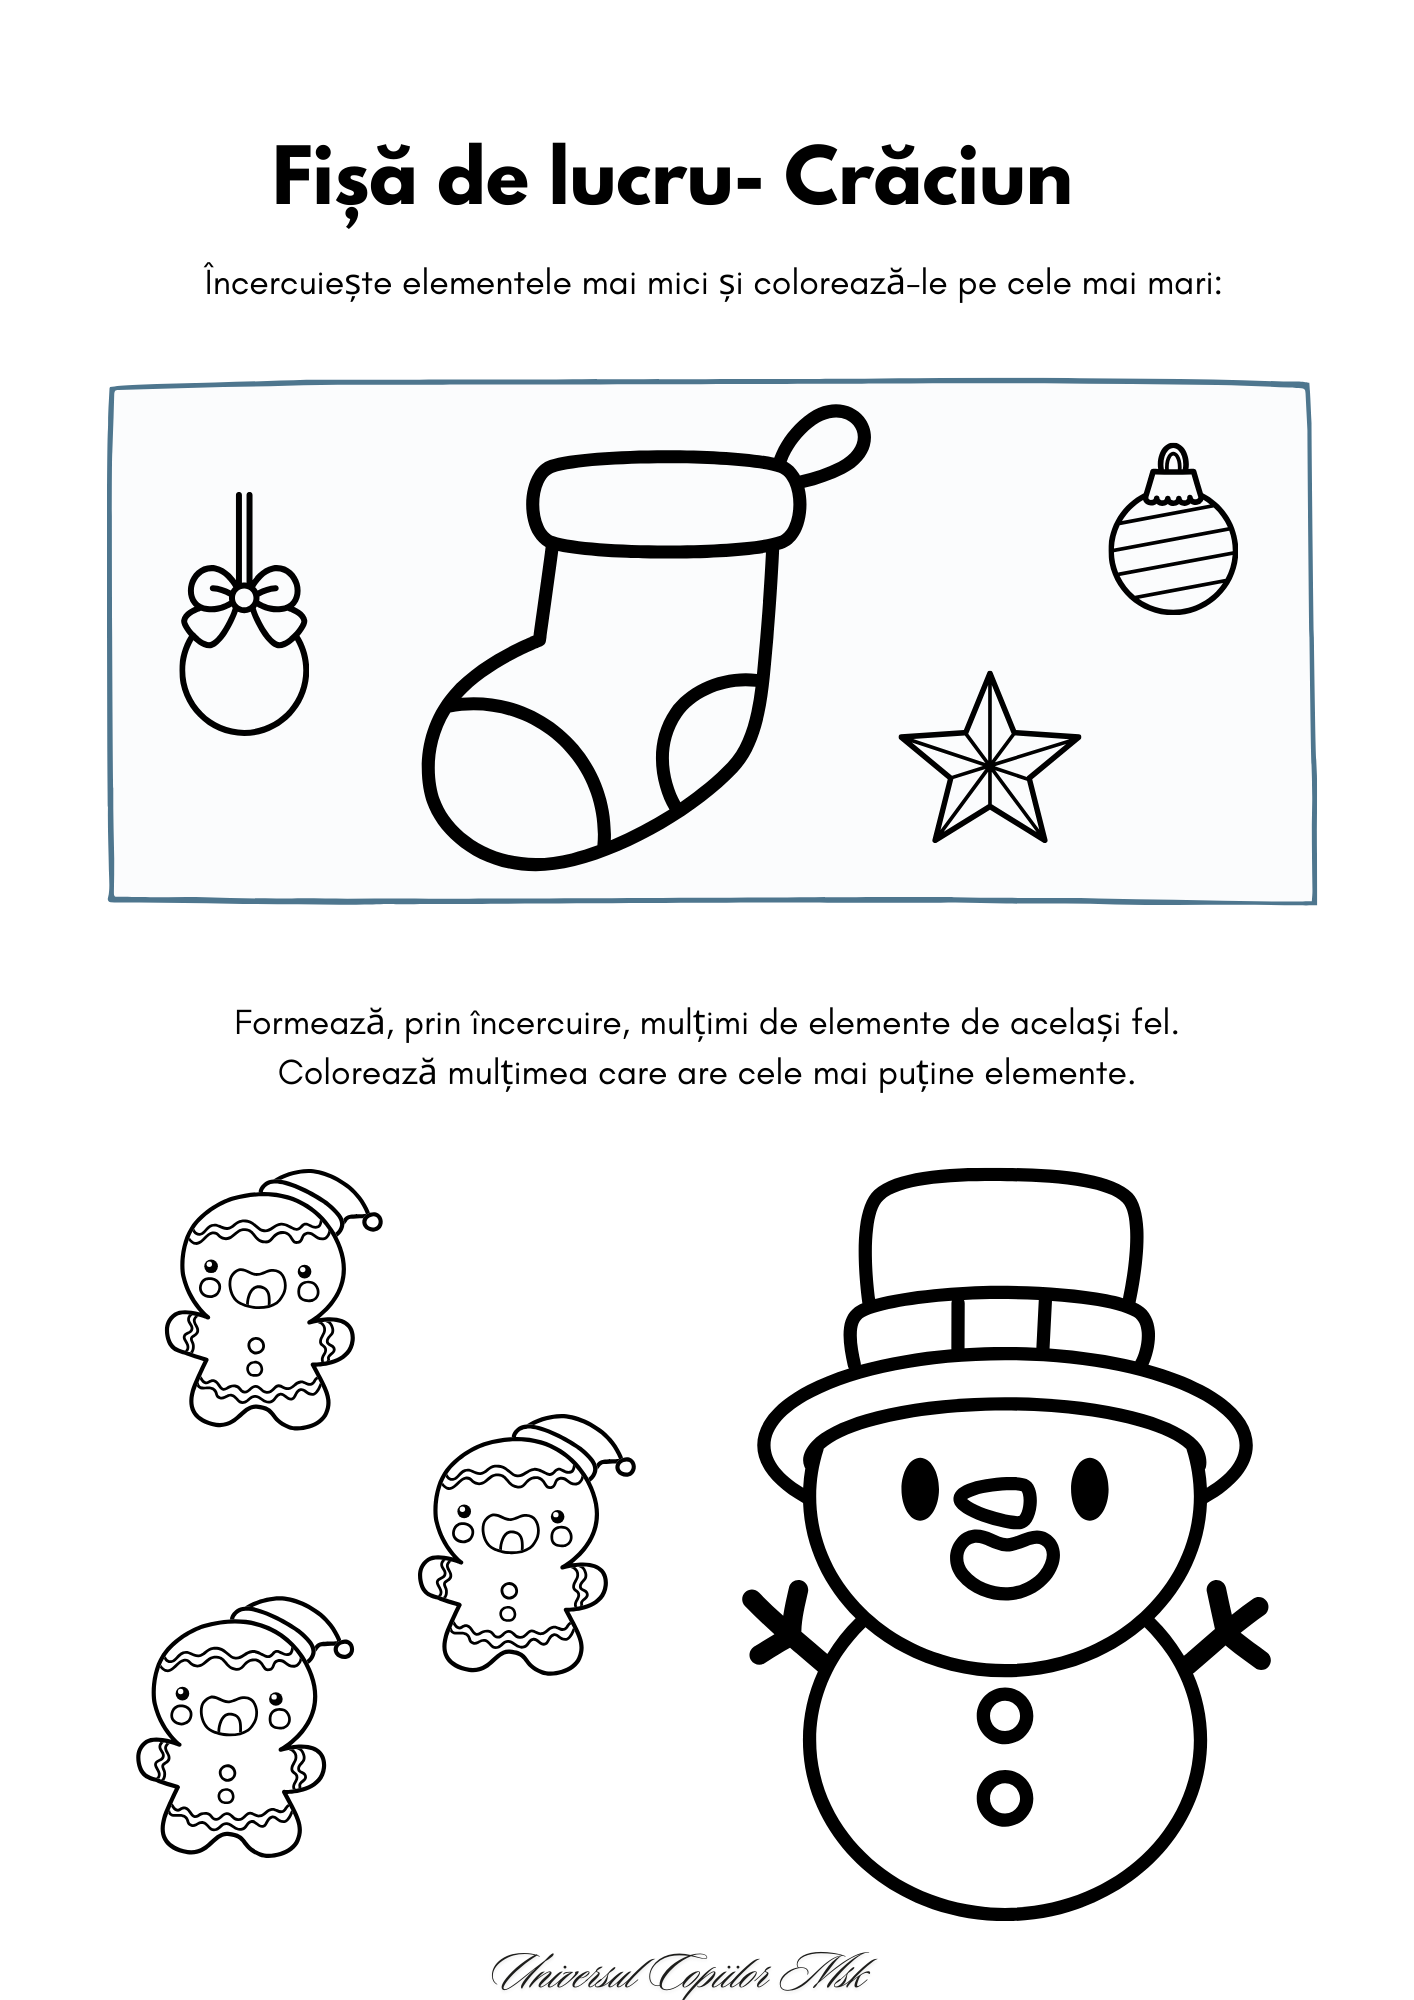 Fișă de lucru- Crăciun
Încercuiește elementele mai mici și colorează-le pe cele mai mari:
Formează, prin încercuire, mulțimi de elemente de același fel.
Colorează mulțimea care are cele mai puține elemente.
Universul Copiilor Msk